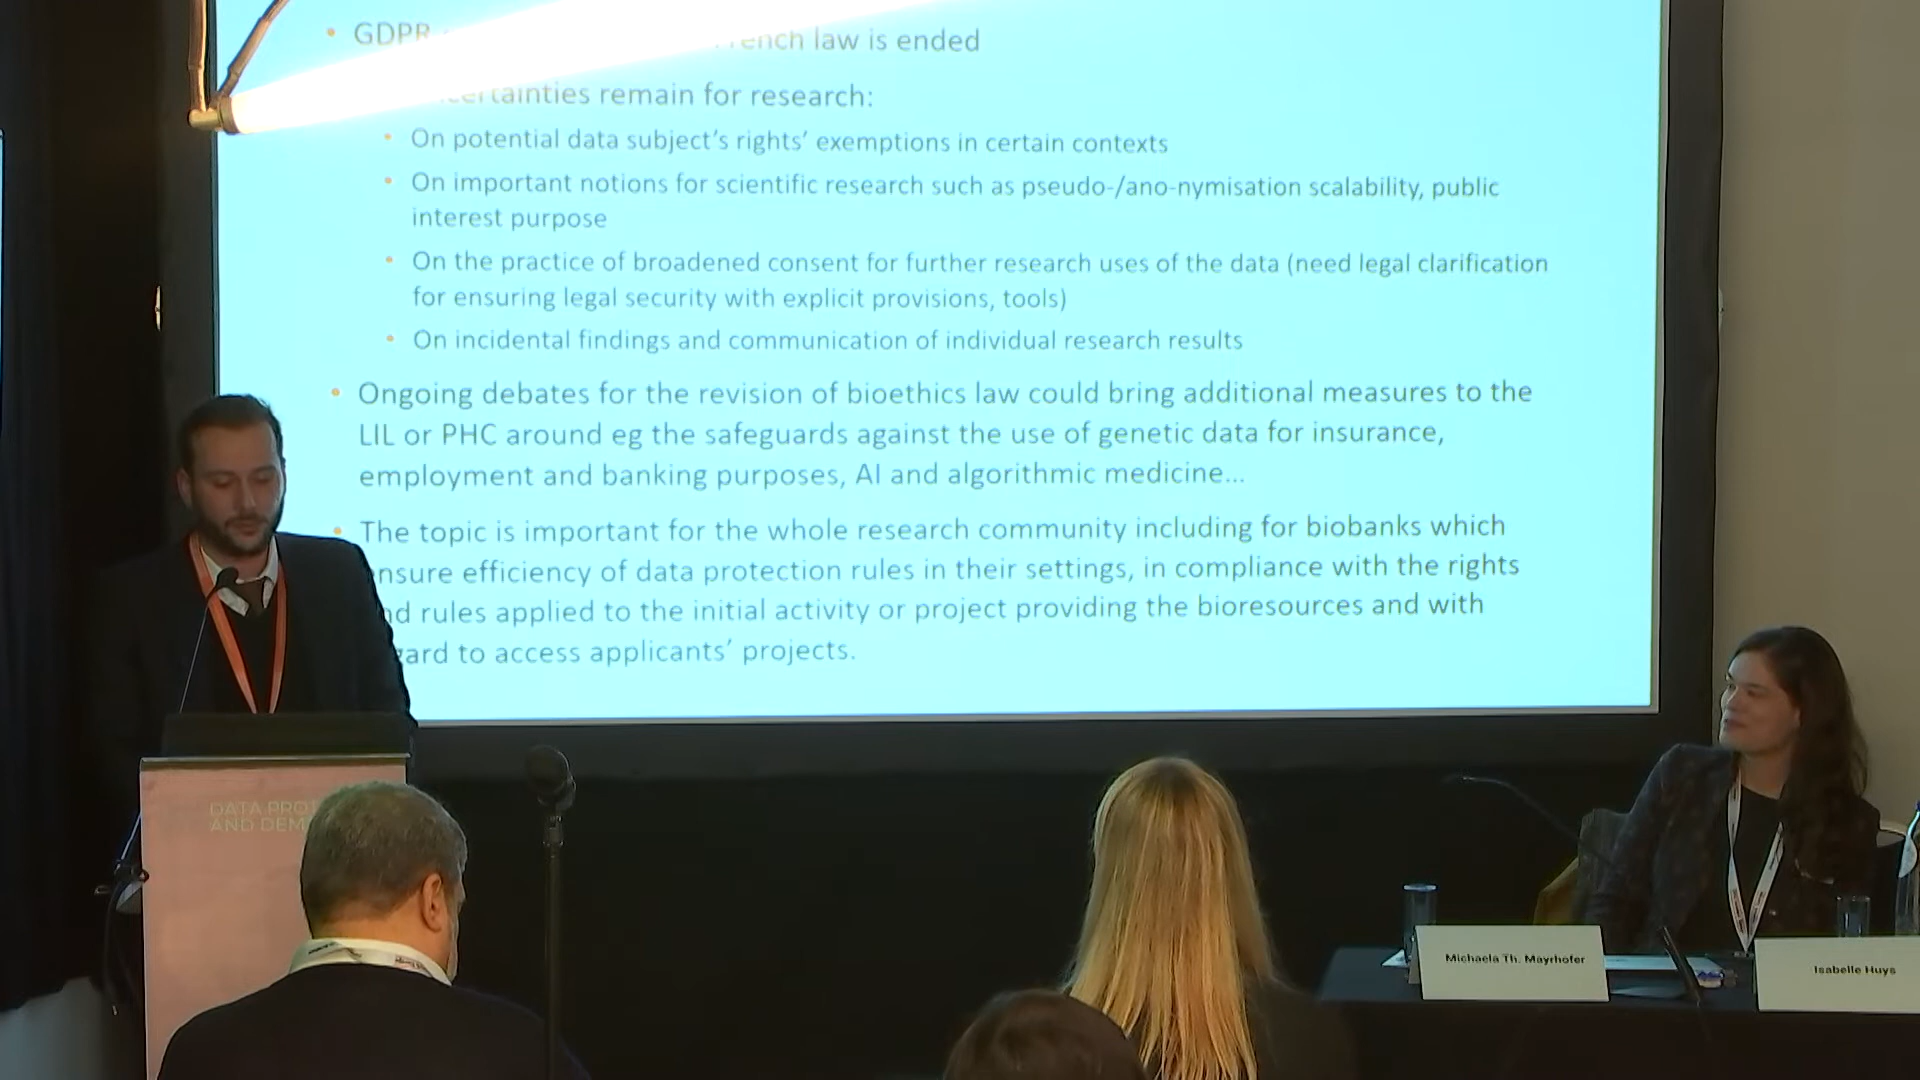 • GDPR French law is ended
certainties remain for research:
• On potential data subject's rights' exemptions in certain contexts
• On important notions for scientific research such as pseudo-/ano-nymisation scalability, public
interest purpose
• On the practice of broadened consent for further research uses of the data (need legal clarification
for ensuring legal security with explicit provisions, tools)
• On incidental findings and communication of individual research results
• Ongoing debates for the revision of bioethics law could bring additional measures to the
LIL or PHC around eg the safeguards against the use of genetic data for insurance,
employment and banking purposes, AI and algorithmic medicine...
• The topic is important for the whole research community including for biobanks which
nsure efficiency of data protection rules in their settings, in compliance with the rights
nd rules applied to the initial activity or project providing the bioresources and with
gard to access applicants' projects.
DATA PROT
AND DEM
Michaela Th. Mayrhofer
Isabelle Huys